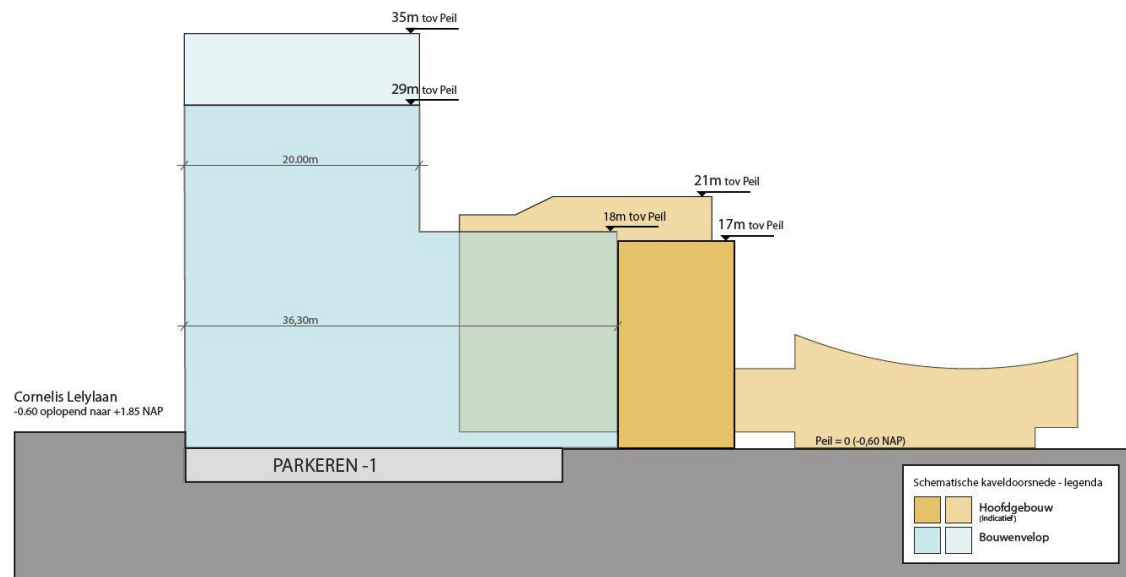 35m tov Peil
29m tov Peil
20.00m
21m tov Peil
18m tov Peil
17m tov Peil
36,30m
Cornelis Lelylaan
-0.60 oplopend naar +1.85 NAP
Peil = 0 (-0,60 NAP)
PARKEREN -1
Schematische kaveldoorsnede - legenda
Hoofdgebouw
(indicatief)
Bouwenvelop